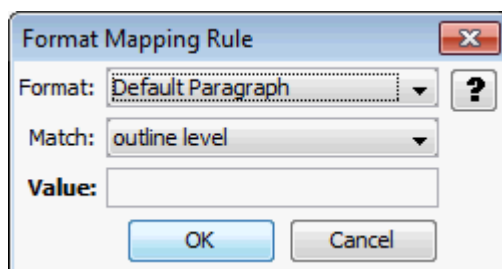 Format Mapping Rule
Format: Default Paragraph ?
Match: outline level
Value:
OK Cancel